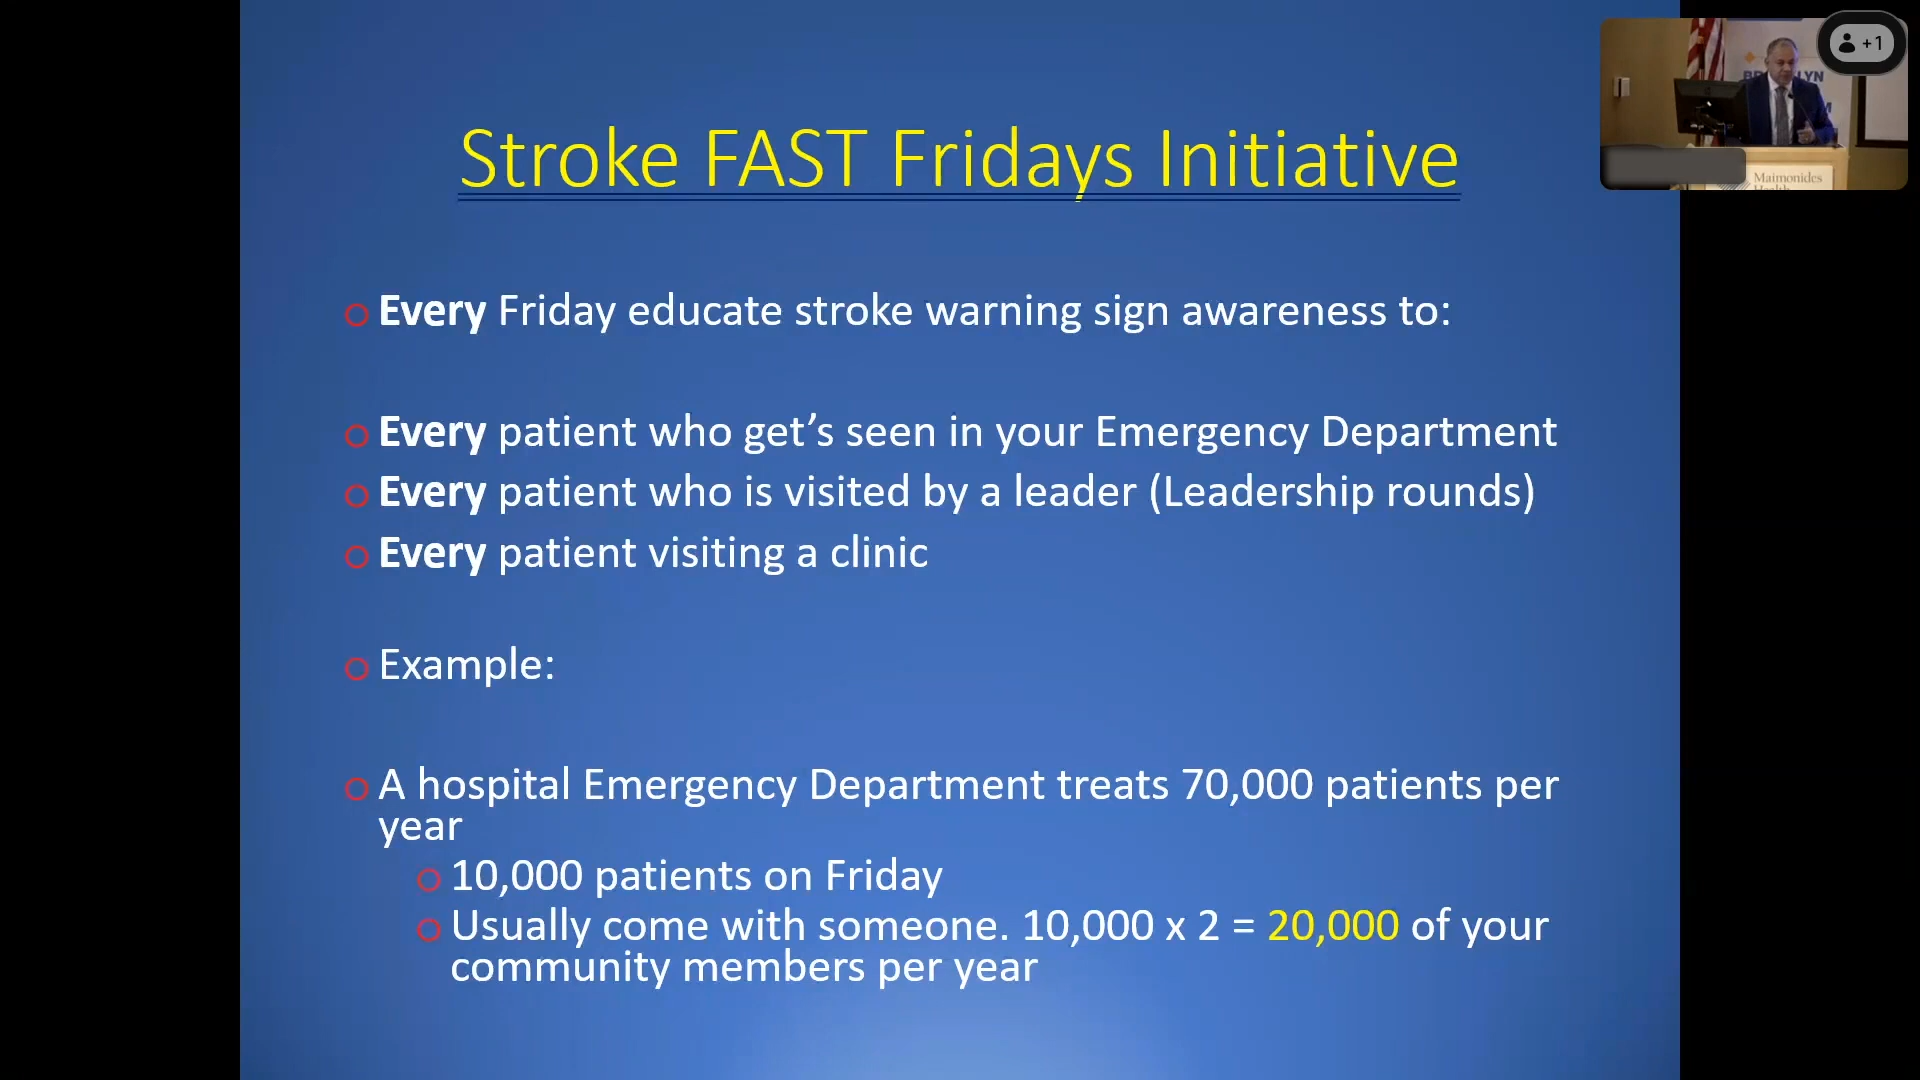 Stroke FAST Fridays Initiative
Every Friday educate stroke warning sign awareness to:
Every patient who get’s seen in your Emergency Department
Every patient who is visited by a leader (Leadership rounds)
Every patient visiting a clinic
Example:
A hospital Emergency Department treats 70,000 patients per
year
10,000 patients on Friday
Usually come with someone. 10,000 x 2 = 20,000 of your
community members per year
+1
Maimonides
Health